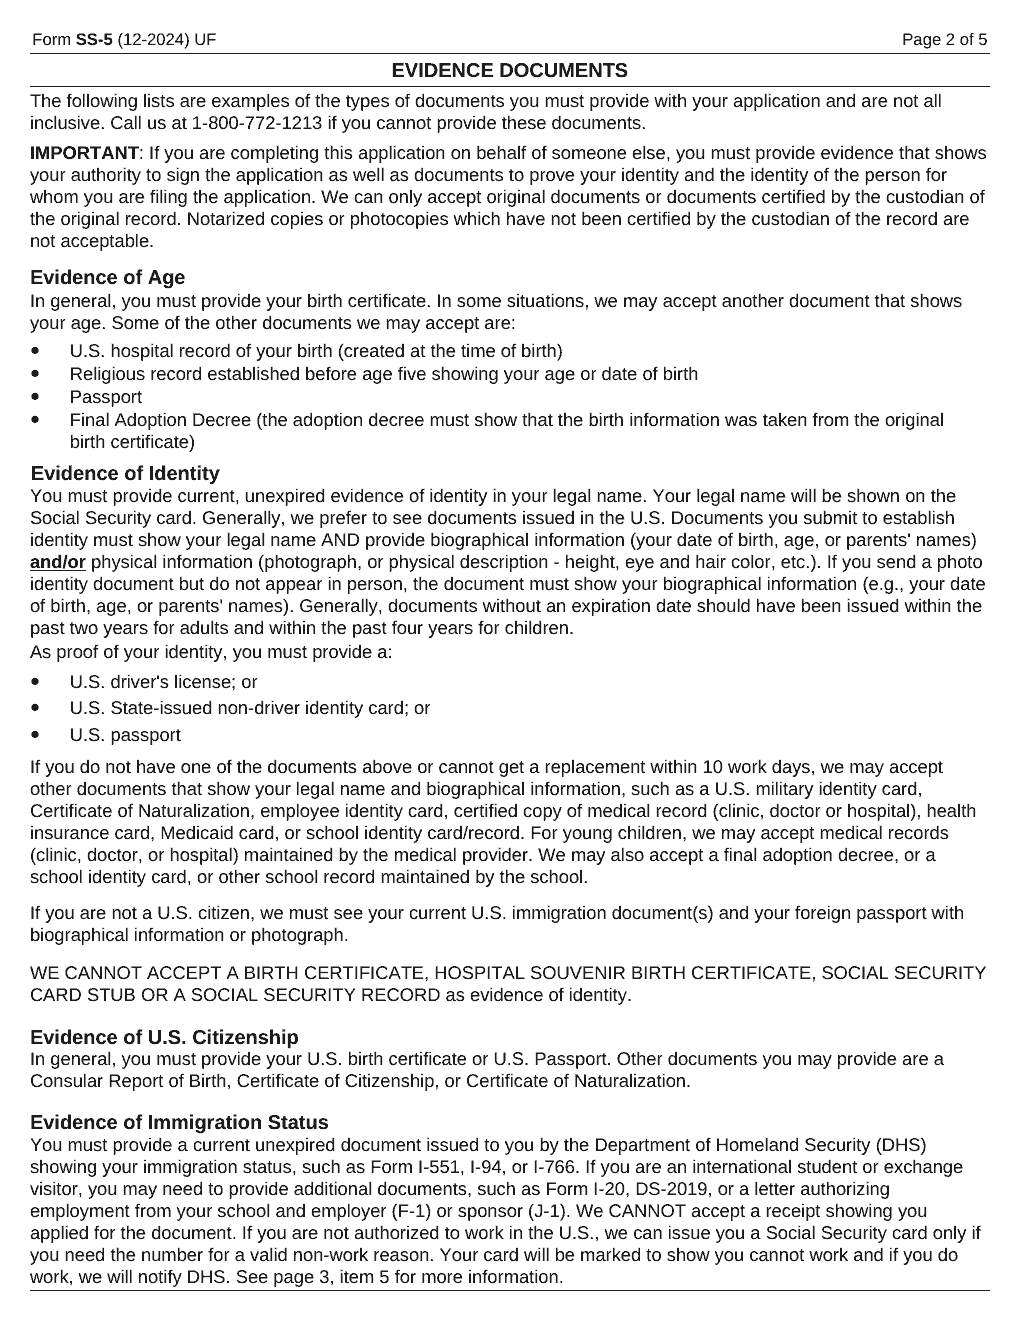 Form SS-5 (12-2024) UF
Page 2 of 5
EVIDENCE DOCUMENTS
The following lists are examples of the types of documents you must provide with your application and are not all
inclusive. Call us at 1-800-772-1213 if you cannot provide these documents.
IMPORTANT: If you are completing this application on behalf of someone else, you must provide evidence that shows
your authority to sign the application as well as documents to prove your identity and the identity of the person for
whom you are filing the application. We can only accept original documents or documents certified by the custodian of
the original record. Notarized copies or photocopies which have not been certified by the custodian of the record are
not acceptable.
Evidence of Age
In general, you must provide your birth certificate. In some situations, we may accept another document that shows
your age. Some of the other documents we may accept are:
• U.S. hospital record of your birth (created at the time of birth)
• Religious record established before age five showing your age or date of birth
• Passport
• Final Adoption Decree (the adoption decree must show that the birth information was taken from the original
birth certificate)
Evidence of Identity
You must provide current, unexpired evidence of identity in your legal name. Your legal name will be shown on the
Social Security card. Generally, we prefer to see documents issued in the U.S. Documents you submit to establish
identity must show your legal name AND provide biographical information (your date of birth, age, or parents' names)
and/or physical information (photograph, or physical description - height, eye and hair color, etc.). If you send a photo
identity document but do not appear in person, the document must show your biographical information (e.g., your date
of birth, age, or parents' names). Generally, documents without an expiration date should have been issued within the
past two years for adults and within the past four years for children.
As proof of your identity, you must provide a:
• U.S. driver's license; or
• U.S. State-issued non-driver identity card; or
• U.S. passport
If you do not have one of the documents above or cannot get a replacement within 10 work days, we may accept
other documents that show your legal name and biographical information, such as a U.S. military identity card,
Certificate of Naturalization, employee identity card, certified copy of medical record (clinic, doctor or hospital), health
insurance card, Medicaid card, or school identity card/record. For young children, we may accept medical records
(clinic, doctor, or hospital) maintained by the medical provider. We may also accept a final adoption decree, or a
school identity card, or other school record maintained by the school.
If you are not a U.S. citizen, we must see your current U.S. immigration document(s) and your foreign passport with
biographical information or photograph.
WE CANNOT ACCEPT A BIRTH CERTIFICATE, HOSPITAL SOUVENIR BIRTH CERTIFICATE, SOCIAL SECURITY
CARD STUB OR A SOCIAL SECURITY RECORD as evidence of identity.
Evidence of U.S. Citizenship
In general, you must provide your U.S. birth certificate or U.S. Passport. Other documents you may provide are a
Consular Report of Birth, Certificate of Citizenship, or Certificate of Naturalization.
Evidence of Immigration Status
You must provide a current unexpired document issued to you by the Department of Homeland Security (DHS)
showing your immigration status, such as Form I-551, I-94, or I-766. If you are an international student or exchange
visitor, you may need to provide additional documents, such as Form I-20, DS-2019, or a letter authorizing
employment from your school and employer (F-1) or sponsor (J-1). We CANNOT accept a receipt showing you
applied for the document. If you are not authorized to work in the U.S., we can issue you a Social Security card only if
you need the number for a valid non-work reason. Your card will be marked to show you cannot work and if you do
work, we will notify DHS. See page 3, item 5 for more information.